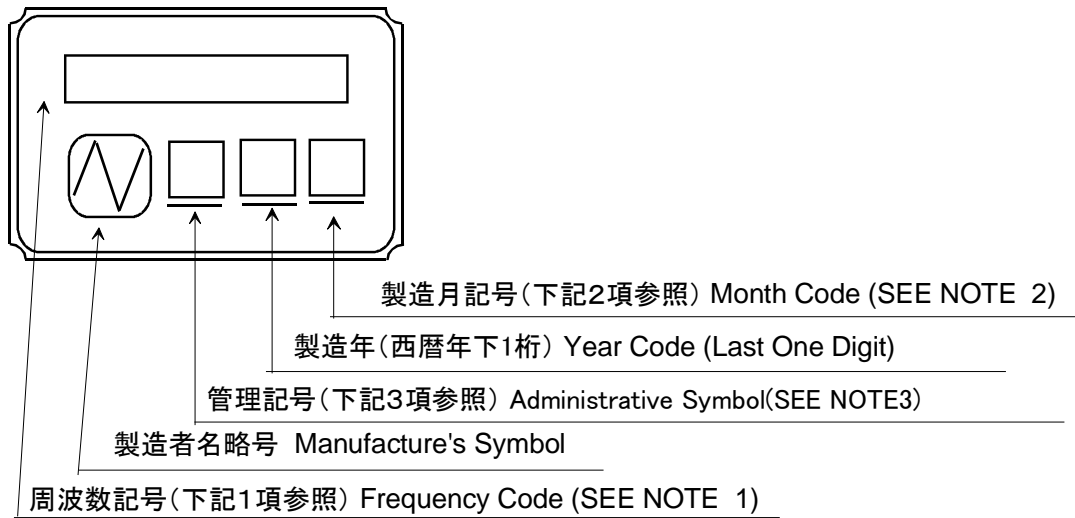 製造月記号(下記2項参照) Month Code (SEE NOTE 2)
製造年(西暦年下1桁) Year Code (Last One Digit)
管理記号(下記3項参照) Administrative Symbol(SEE NOTE3)
製造者名略号 Manufacture's Symbol
周波数記号(下記1項参照) Frequency Code (SEE NOTE 1)